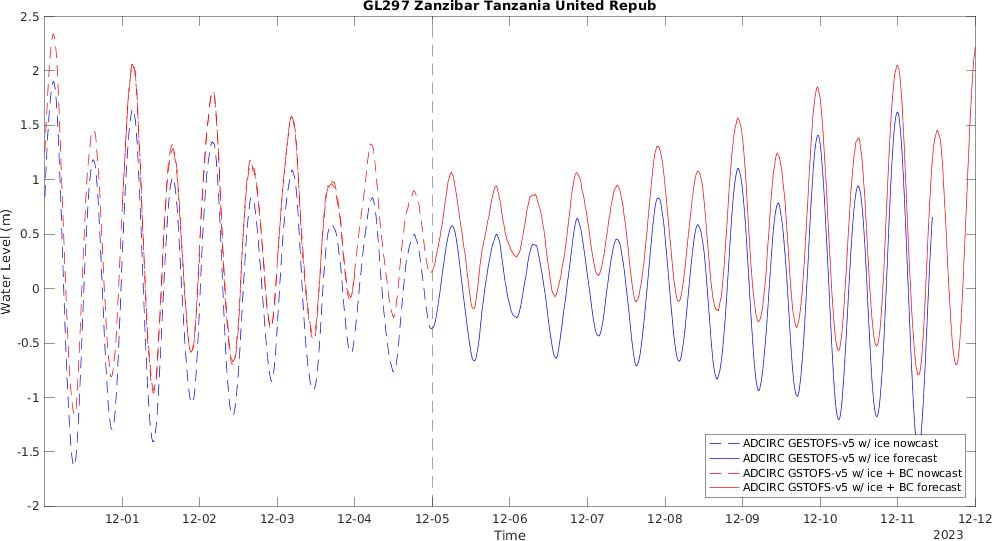 GL297 Zanzibar Tanzania United Repub
2.5
2
1.5
1
0.5
0
-0.5
-1
-1.5
-2
Water Level (m)
12-01 12-02 12-03 12-04 12-05 12-06 12-07 12-08 12-09 12-10 12-11 12-12
Time
2023
ADCIRC GESTOFS-v5 w/ ice nowcast
ADCIRC GESTOFS-v5 w/ ice forecast
ADCIRC GSTOFS-v5 w/ ice + BC nowcast
ADCIRC GSTOFS-v5 w/ ice + BC forecast